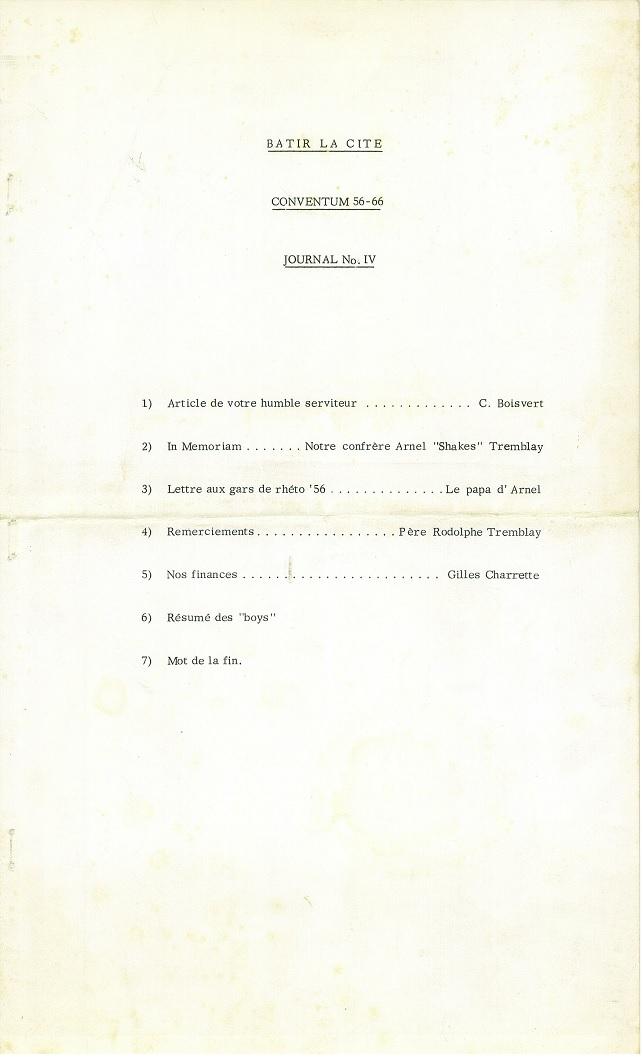 BATIR LA CITE
CONVENTUM 56-66
JOURNAL No. IV
1) Article de votre humble serviteur . . . . . . . . . . . . . C. Boisvert
2) In Memoriam . . . . . . . Notre confrère Arnel "Shakes" Tremblay
3) Lettre aux gars de rhéto '56 . . . . . . . . . . . . . . Le papa d'Arnel
4) Remerciements . . . . . . . . . . . . . . . . . Père Rodolphe Tremblay
5) Nos finances . . . . . . . . . . . . . . . . . . . . . . . . Gilles Charrette
6) Résumé des "boys"
7) Mot de la fin.